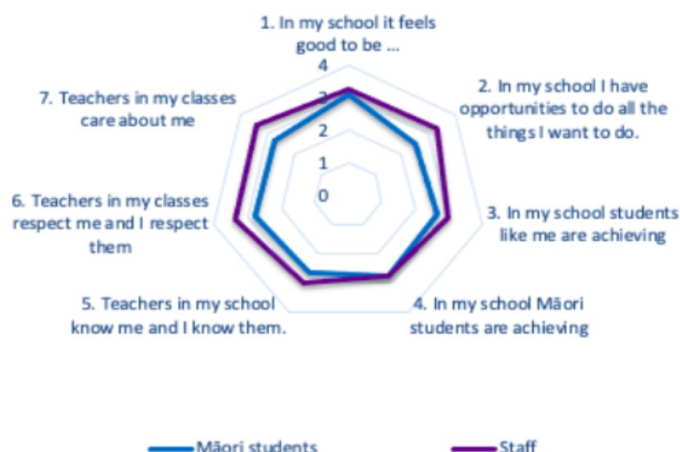 1. In my school it feels
good to be ...
4
3
2
1
0
2. In my school I have
opportunities to do all the
things I want to do.
3. In my school students
like me are achieving
4. In my school Māori
students are achieving
5. Teachers in my school
know me and I know them.
6. Teachers in my classes
respect me and I respect
them
7. Teachers in my classes
care about me
Māori students
Staff